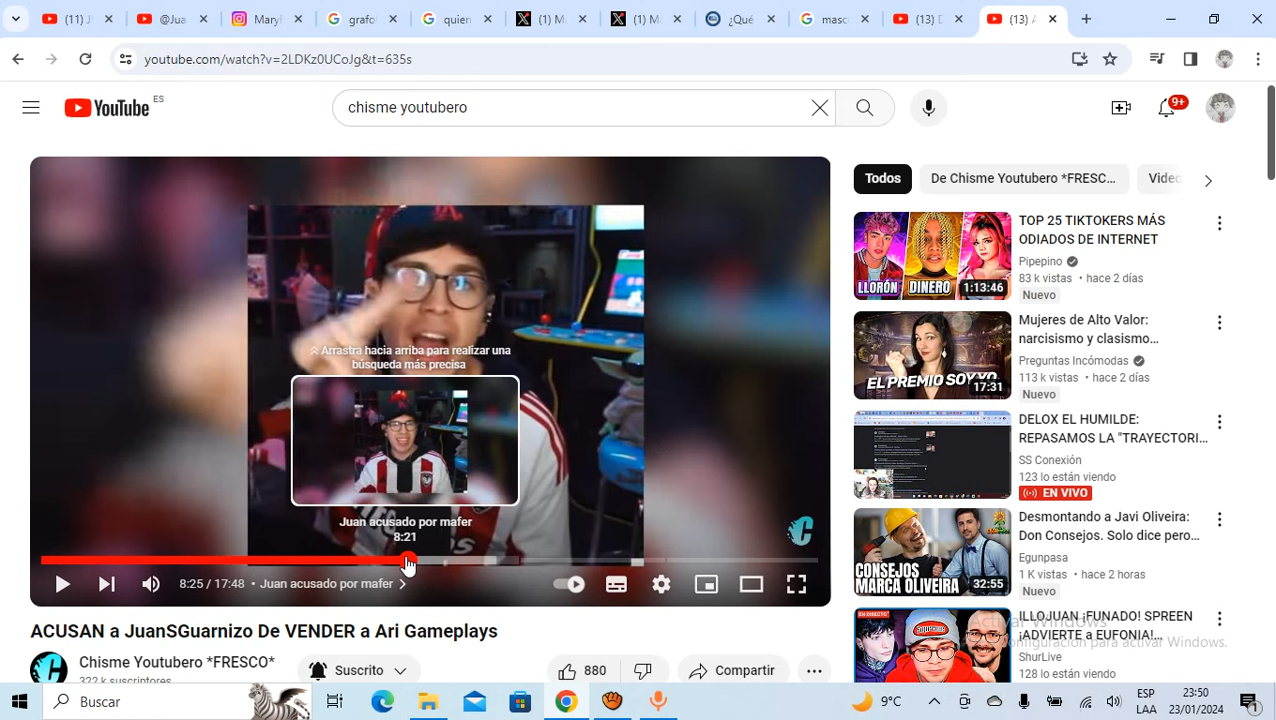 (11)
@Jua
Mary
grafo
quien
(1) M
(1) M
¿Qué
masc
(13) D
(13) A
youtube.com/watch?v=2LDKz0UCoJg&t=635s
YouTube ES
chisme youtubero
9+
Todos
De Chisme Youtubero *FRESC...
Arrastra hacia arriba para realizar una
búsqueda más precisa
Juan acusado por mafer
8:21
8:25 / 17:48 • Juan acusado por mafer
ACUSAN a JuanSGuarnizo De VENDER a Ari Gameplays
Chisme Youtubero *FRESCO*
322 k suscriptores
880
Compartir
LLORÓN
DINERO
1:13:46
TOP 25 TIKTOKERS MÁS
ODIADOS DE INTERNET
Pipepino
83 k vistas • hace 2 días
Nuevo
EL PREMIO SOY YO
17:31
Mujeres de Alto Valor:
narcisismo y clasismo...
Preguntas Incómodas
113 k vistas • hace 2 días
Nuevo
DELOX EL HUMILDE:
REPASAMOS LA "TRAYECTORI...
SS Conexión
123 lo están viendo
EN VIVO
CONSEJOS
MARCA OLIVEIRA
32:55
Desmontando a Javi Oliveira:
Don Consejos. Solo dice pero...
Egunpasa
1 K vistas • hace 2 horas
Nuevo
EN DIRECTO
ILLOJUAN ¡FUNADO! SPREEN
¡ADVIERTE a EUFONIA!...
ShurLive
128 lo están viendo
Activar Windows
configuración para activar Windows.
Buscar
9°C
ESP
LAA
23:50
23/01/2024
1